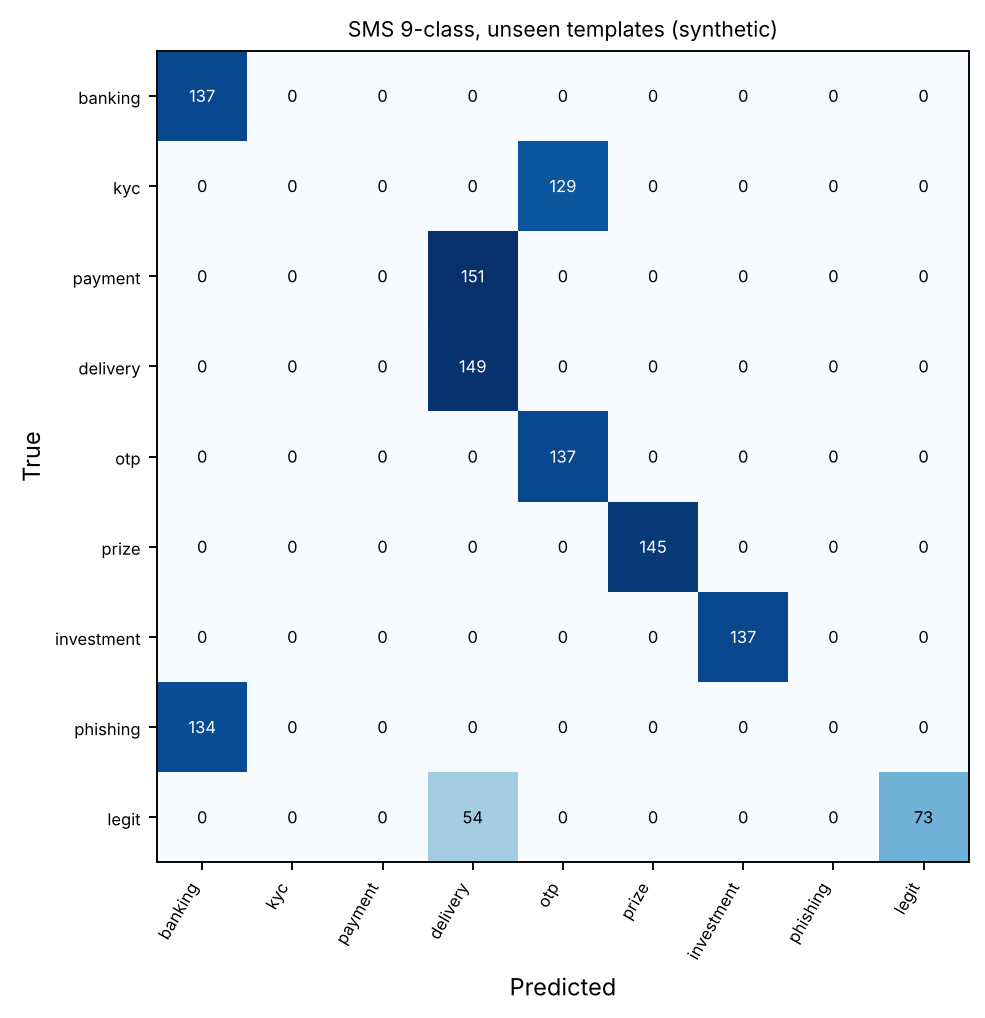 SMS 9-class, unseen templates (synthetic)
banking 137 0 0 0 0 0 0 0 0
kyc 0 0 0 0 129 0 0 0 0
payment 0 0 0 151 0 0 0 0 0
delivery 0 0 0 149 0 0 0 0 0
otp 0 0 0 0 137 0 0 0 0
prize 0 0 0 0 0 145 0 0 0
investment 0 0 0 0 0 0 137 0 0
phishing 134 0 0 0 0 0 0 0 0
legit 0 0 0 54 0 0 0 0 73
True
banking kyc payment delivery otp prize investment phishing legit
Predicted